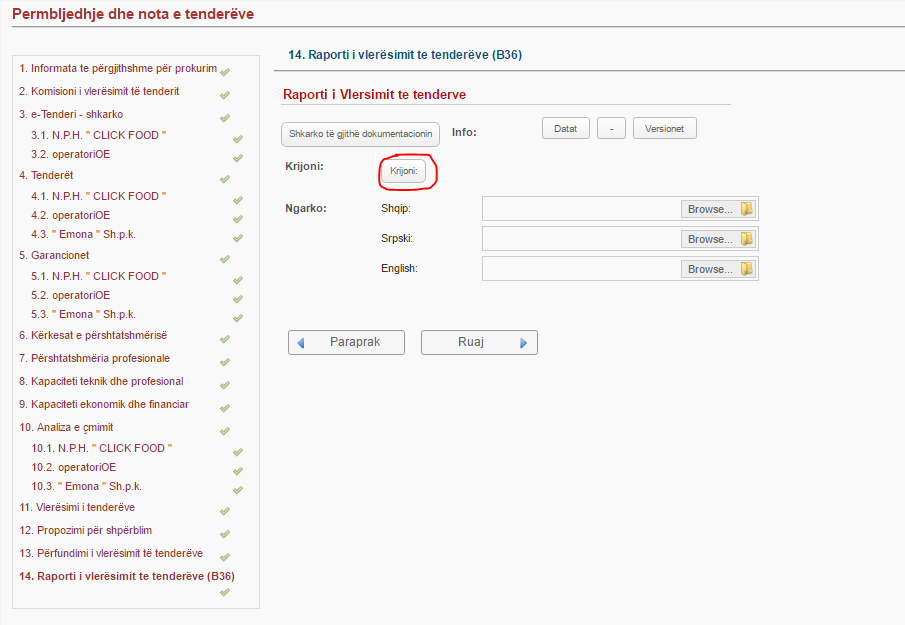 Permbljedhje dhe nota e tenderëve
1. Informata te përgjithshme për prokurim
2. Komisioni i vlerësimit të tenderit
3. e-Tenderi - shkarko
3.1. N.P.H. " CLICK FOOD "
3.2. operatoriOE
4. Tenderët
4.1. N.P.H. " CLICK FOOD "
4.2. operatoriOE
4.3. " Emona " Sh.p.k.
5. Garancionet
5.1. N.P.H. " CLICK FOOD "
5.2. operatoriOE
5.3. " Emona " Sh.p.k.
6. Kërkesat e përshtatshmërisë
7. Përshtatshmëria profesionale
8. Kapaciteti teknik dhe profesional
9. Kapaciteti ekonomik dhe financiar
10. Analiza e çmimit
10.1. N.P.H. " CLICK FOOD "
10.2. operatoriOE
10.3. " Emona " Sh.p.k.
11. Vlerësimi i tenderëve
12. Propozimi për shpërblim
13. Përfundimi i vlerësimit të tenderëve
14. Raporti i vlerësimit te tenderëve (B36)
14. Raporti i vlerësimit te tenderëve (B36)
Raporti i Vlersimit te tenderve
Shkarko të gjithë dokumentacionin Info: Datat - Versionet
Krijoni: Krijoni:
Ngarko: Shqip: Browse...
Srpski: Browse...
English: Browse...
Paraprak Ruaj